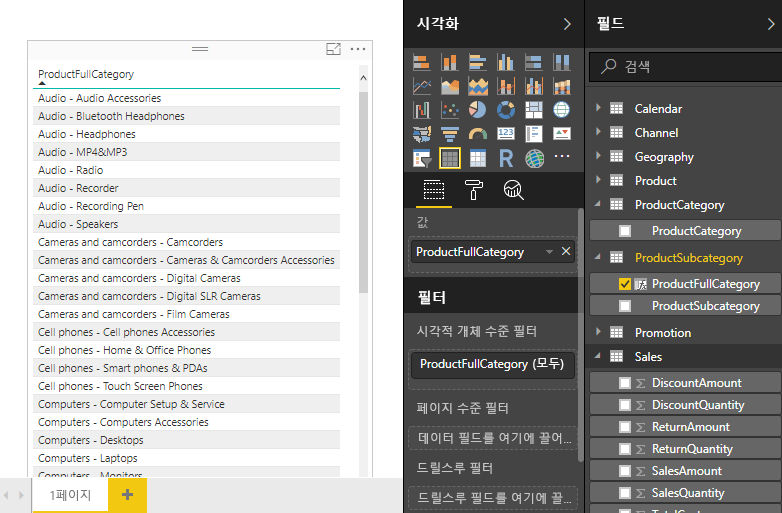 ProductFullCategory
Audio - Audio Accessories
Audio - Bluetooth Headphones
Audio - Headphones
Audio - MP4&MP3
Audio - Radio
Audio - Recorder
Audio - Recording Pen
Audio - Speakers
Cameras and camcorders - Camcorders
Cameras and camcorders - Cameras & Camcorders Accessories
Cameras and camcorders - Digital Cameras
Cameras and camcorders - Digital SLR Cameras
Cameras and camcorders - Film Cameras
Cell phones - Cell phones Accessories
Cell phones - Home & Office Phones
Cell phones - Smart phones & PDAs
Cell phones - Touch Screen Phones
Computers - Computer Setup & Service
Computers - Computers Accessories
Computers - Desktops
Computers - Laptops
Computers - Monitors
1페이지
시각화
123
R
값
ProductFullCategory
필터
시각적 개체 수준 필터
ProductFullCategory (모두)
페이지 수준 필터
데이터 필드를 여기에 끌어...
드릴스루 필터
드릴스루 필드를 여기에 끌...
필드
검색
Calendar
Channel
Geography
Product
ProductCategory
ProductCategory
ProductSubcategory
ProductFullCategory
ProductSubcategory
Promotion
Sales
DiscountAmount
DiscountQuantity
ReturnAmount
ReturnQuantity
SalesAmount
SalesQuantity